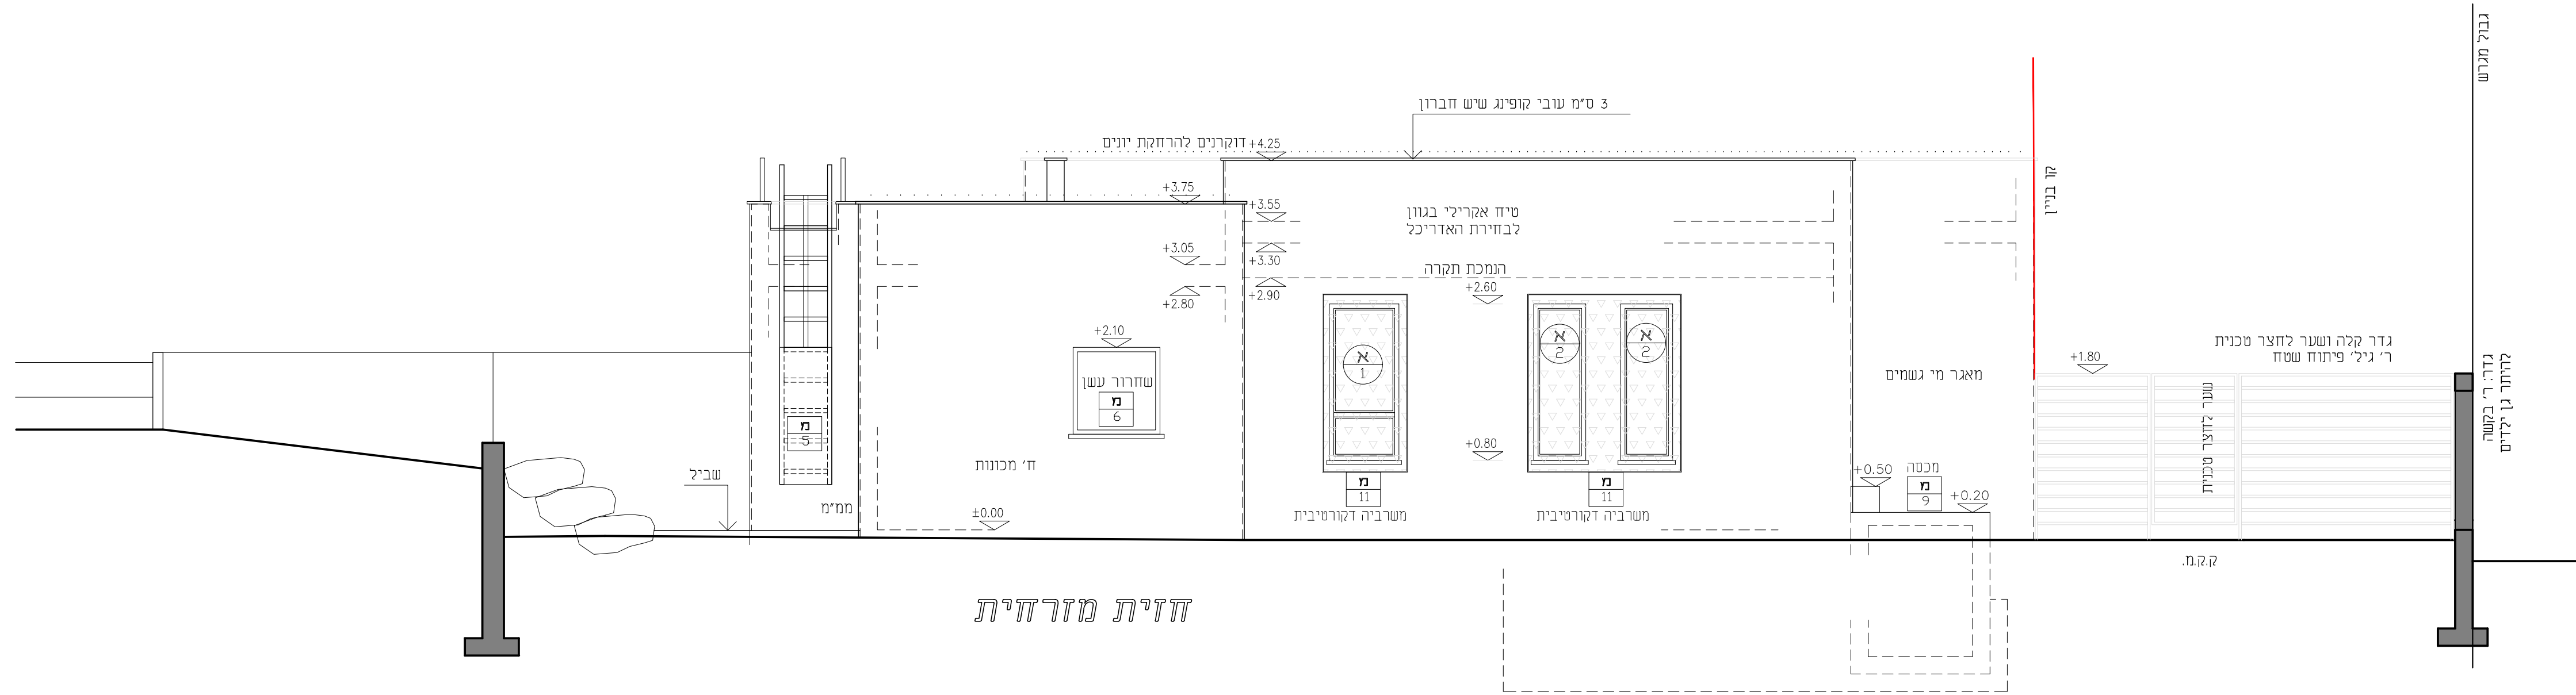 גבול מגרש
3 ס"מ עובי קופינג שיש חברון
דוקרנים להרחקת יונים
+4.25
קו בניין
+3.75
+3.55
טיח אקרילי בגוון
לבחירת האדריכל
+3.05
+3.30
הנמכת תקרה
+2.80
+2.90
+2.60
+2.10
שחרור עשן
מ
6
א
1
א
2
א
2
גדר קלה ושער לחצר טכנית
ר' גיל' פיתוח שטח
+1.80
מאגר מי גשמים
שער לחצר טכנית
גדר: ר' בקשה
להיתר גן ילדים
מ
5
+0.80
ח' מכונות
שביל
ממ"מ
±0.00
מ
11
משרביה דקורטיבית
מ
11
משרביה דקורטיבית
+0.50
מכסה
מ
9
+0.20
ק.ק.מ.
חזית מזרחית